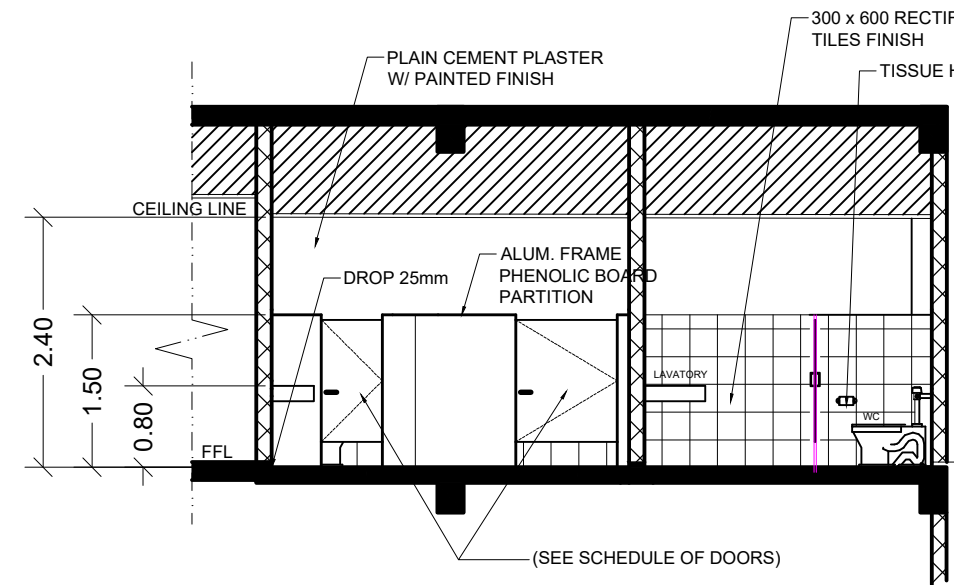 300 x 600 RECTIF
TILES FINISH
TISSUE H
PLAIN CEMENT PLASTER
W/ PAINTED FINISH
CEILING LINE
ALUM. FRAME
PHENOLIC BOARD
PARTITION
DROP 25mm
2.40
1.50
0.80
LAVATORY
WC
FFL
(SEE SCHEDULE OF DOORS)